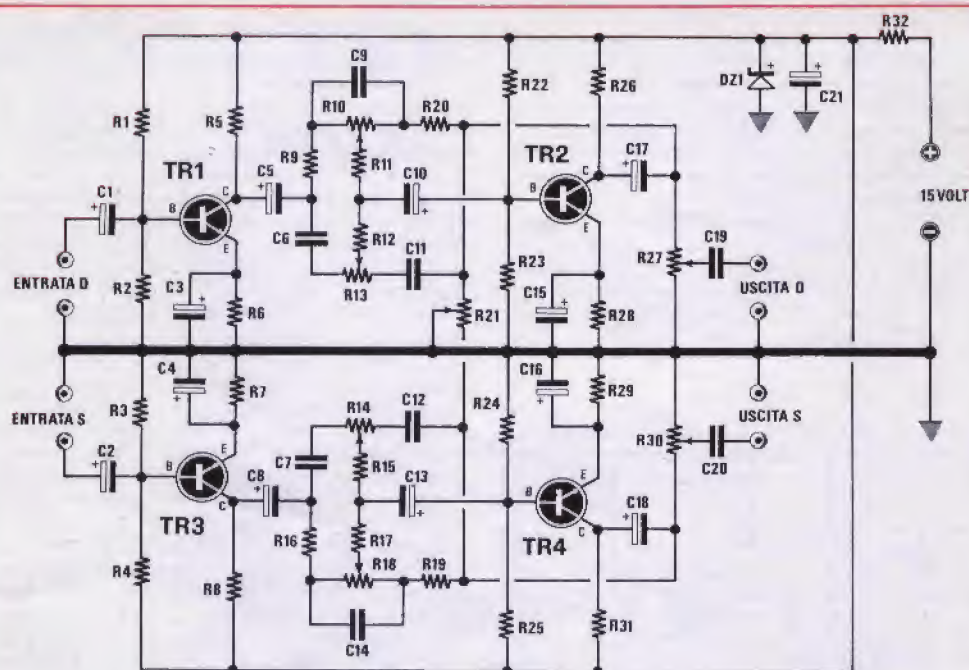 R32
C9
R22
R26
DZ1
C21
R10
R20
R1
R5
TR1
R9
R11
C10
TR2
C17
C1
C5
B
C
E
B
C
E
15 VOLT
C6
R12
C11
C19
ENTRATA D
R2
C3
R6
R13
R21
R23
C15
R28
R27
USCITA D
ENTRATA S
R3
C4
R7
R14
C12
R24
C16
R29
R30
USCITA S
C2
B
E
C
C7
R15
C13
B
E
C
C20
TR3
C8
TR4
C18
R4
R8
R16
R17
R18
R19
R25
R31
C14